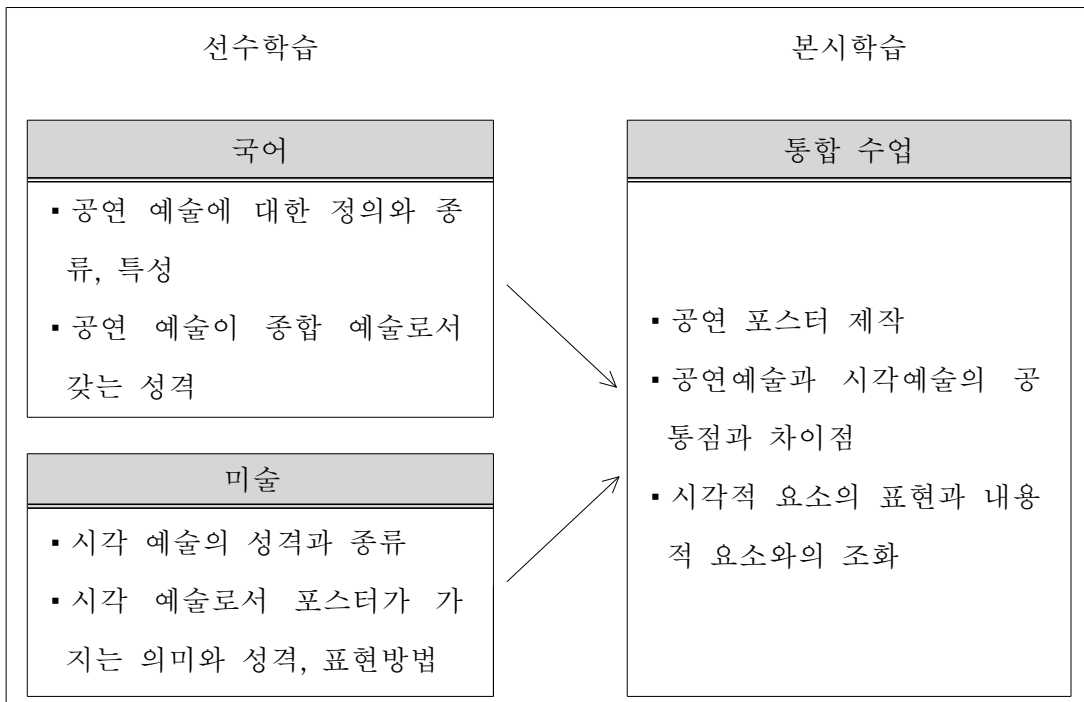 선수학습
본시학습
국어
▪ 공연 예술에 대한 정의와 종
류, 특성
▪ 공연 예술이 종합 예술로서
갖는 성격
미술
▪ 시각 예술의 성격과 종류
▪ 시각 예술로서 포스터가 가
지는 의미와 성격, 표현방법
통합 수업
▪ 공연 포스터 제작
▪ 공연예술과 시각예술의 공
통점과 차이점
▪ 시각적 요소의 표현과 내용
적 요소와의 조화